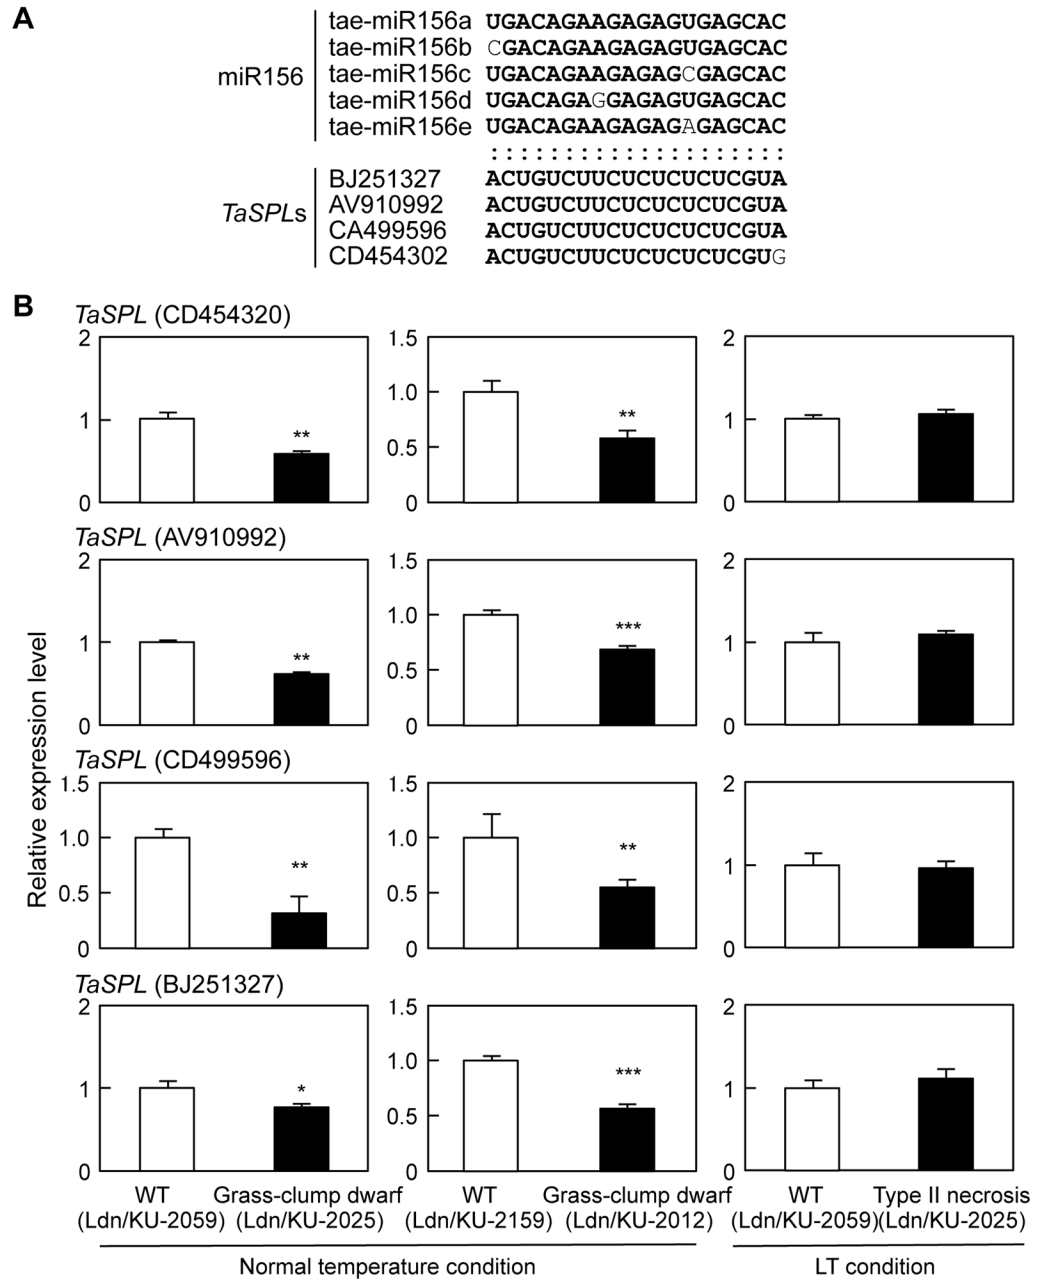 A
miR156
tae-miR156a UGACAGAAGAGAGUGAGCAC
tae-miR156b CGACAGAAGAGAGUGAGCAC
tae-miR156c UGACAGAAGAGAGCGAGCAC
tae-miR156d UGACAGAGGAGAGUGAGCAC
tae-miR156e UGACAGAAGAGAGAGAGCAC
: : : : : : : : : : : : : : : : : : : :
TaSPLs
BJ251327 ACUGUCUUCUCUCUCUCGUA
AV910992 ACUGUCUUCUCUCUCUCGUA
CA499596 ACUGUCUUCUCUCUCUCGUA
CD454302 ACUGUCUUCUCUCUCUCGUG
B
Relative expression level
TaSPL (CD454320)
2 1 0 **
1.5 1.0 0.5 0 **
2 1 0
TaSPL (AV910992)
2 1 0 **
1.5 1.0 0.5 0 ***
2 1 0
TaSPL (CD499596)
1.5 1.0 0.5 0 **
1.5 1.0 0.5 0 **
2 1 0
TaSPL (BJ251327)
2 1 0 *
1.5 1.0 0.5 0 ***
2 1 0
WT Grass-clump dwarf WT Grass-clump dwarf WT Type II necrosis
(Ldn/KU-2059) (Ldn/KU-2025) (Ldn/KU-2159) (Ldn/KU-2012) (Ldn/KU-2059) (Ldn/KU-2025)
Normal temperature condition LT condition